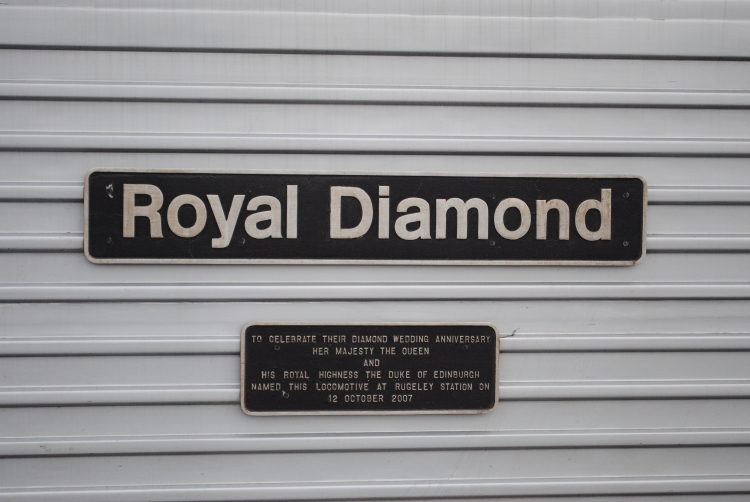 Royal Diamond
TO CELEBRATE THEIR DIAMOND WEDDING ANNIVERSARY
HER MAJESTY THE QUEEN
AND
HIS ROYAL HIGHNESS THE DUKE OF EDINBURGH
NAMED THIS LOCOMOTIVE AT RUGELEY STATION ON
12 OCTOBER 2007